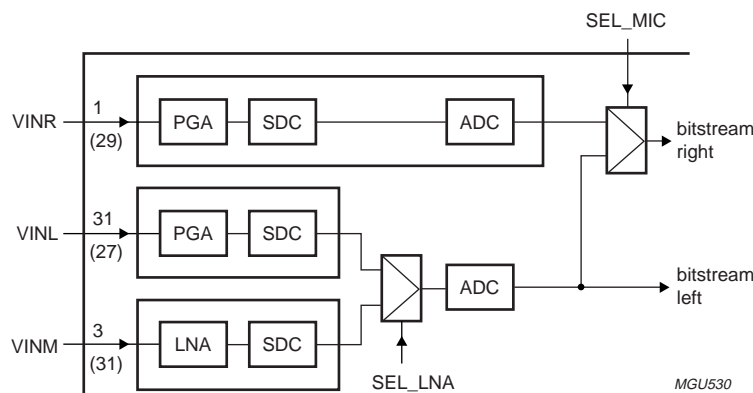 SEL_MIC
VINR
1
(29)
PGA
SDC
ADC
bitstream
right
VINL
31
(27)
PGA
SDC
ADC
bitstream
left
VINM
3
(31)
LNA
SDC
SEL_LNA
MGU530